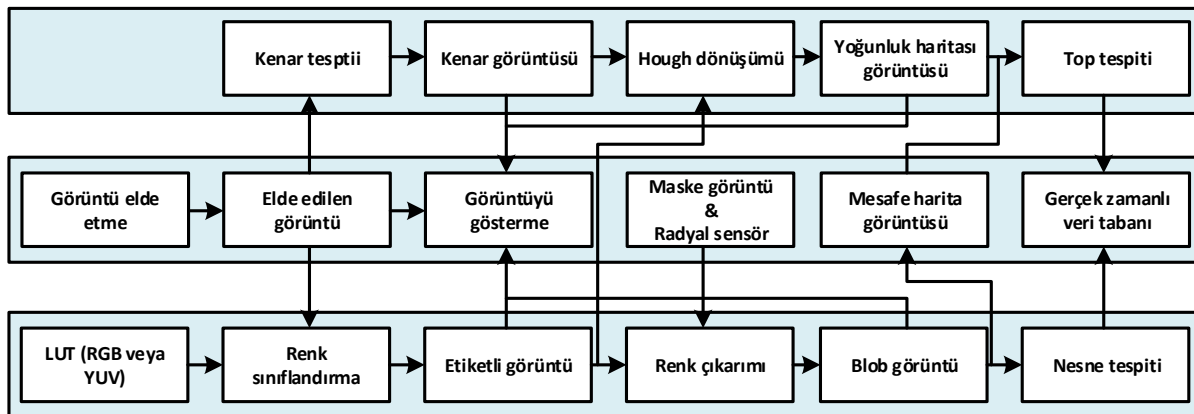 Kenar tesptii
Kenar görüntüsü
Hough dönüşümü
Yoğunluk haritası
görüntüsü
Top tespiti
Görüntü elde
etme
Elde edilen
görüntü
Görüntüyü
gösterme
Maske görüntü
&
Radyal sensör
Mesafe harita
görüntüsü
Gerçek zamanlı
veri tabanı
LUT (RGB veya
YUV)
Renk
sınıflandırma
Etiketli görüntü
Renk çıkarımı
Blob görüntü
Nesne tespiti